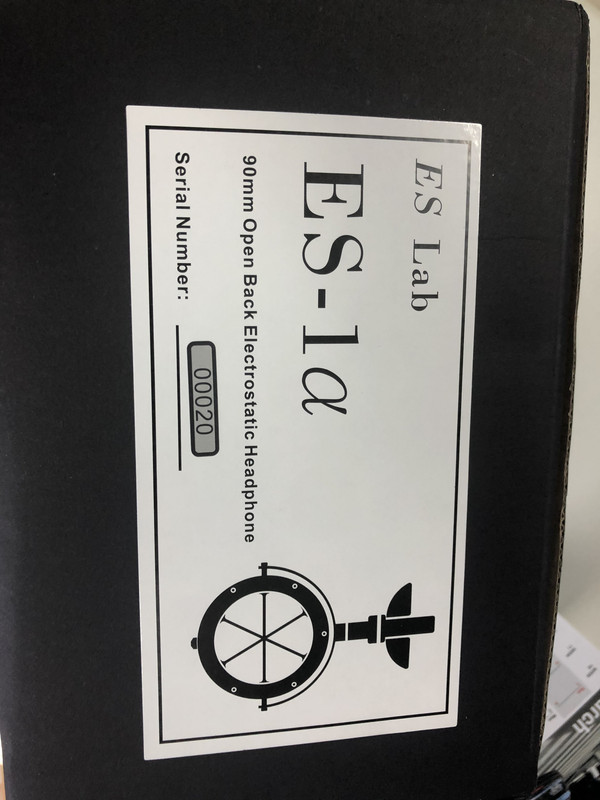 ES Lab
ES-1α
90mm Open Back Electrostatic Headphone
Serial Number: 00020